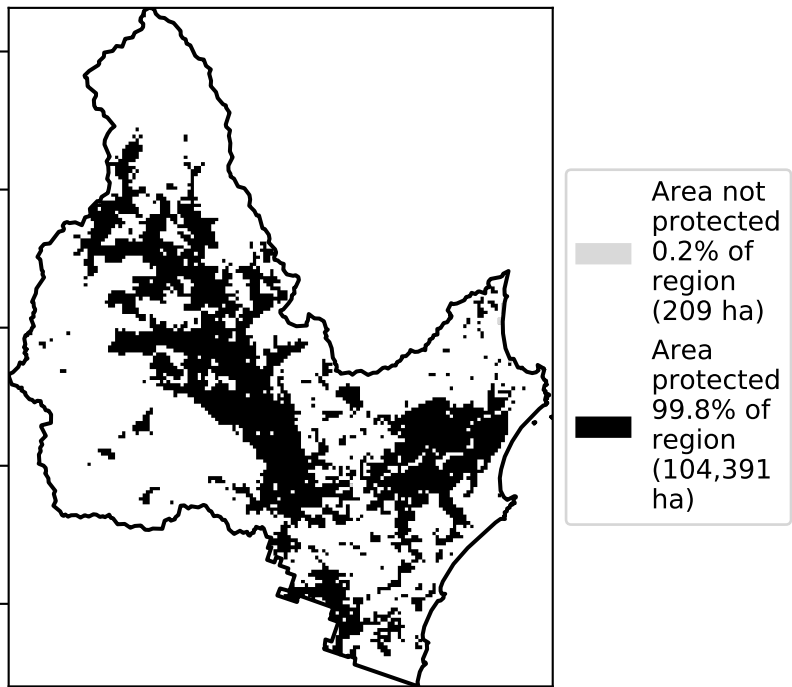 Area not
protected
0.2% of
region
(209 ha)
Area
protected
99.8% of
region
(104,391
ha)